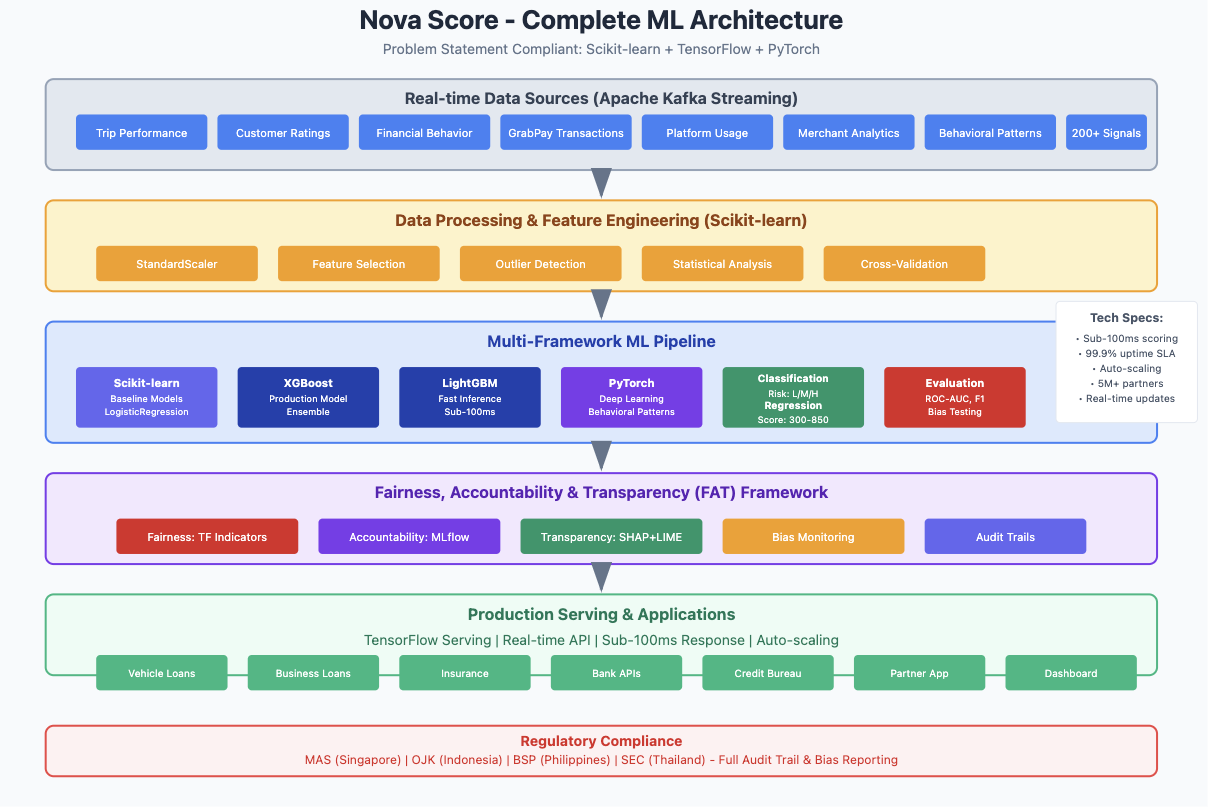 Nova Score - Complete ML Architecture
Problem Statement Compliant: Scikit-learn + TensorFlow + PyTorch
Real-time Data Sources (Apache Kafka Streaming)
Trip Performance
Customer Ratings
Financial Behavior
GrabPay Transactions
Platform Usage
Merchant Analytics
Behavioral Patterns
200+ Signals
Data Processing & Feature Engineering (Scikit-learn)
StandardScaler
Feature Selection
Outlier Detection
Statistical Analysis
Cross-Validation
Multi-Framework ML Pipeline
Scikit-learn
Baseline Models
LogisticRegression
XGBoost
Production Model
Ensemble
LightGBM
Fast Inference
Sub-100ms
PyTorch
Deep Learning
Behavioral Patterns
Classification
Risk: L/M/H
Regression
Score: 300-850
Evaluation
ROC-AUC, F1
Bias Testing
Tech Specs:
• Sub-100ms scoring
• 99.9% uptime SLA
• Auto-scaling
• 5M+ partners
• Real-time updates
Fairness, Accountability & Transparency (FAT) Framework
Fairness: TF Indicators
Accountability: MLflow
Transparency: SHAP+LIME
Bias Monitoring
Audit Trails
Production Serving & Applications
TensorFlow Serving | Real-time API | Sub-100ms Response | Auto-scaling
Vehicle Loans
Business Loans
Insurance
Bank APIs
Credit Bureau
Partner App
Dashboard
Regulatory Compliance
MAS (Singapore) | OJK (Indonesia) | BSP (Philippines) | SEC (Thailand) - Full Audit Trail & Bias Reporting